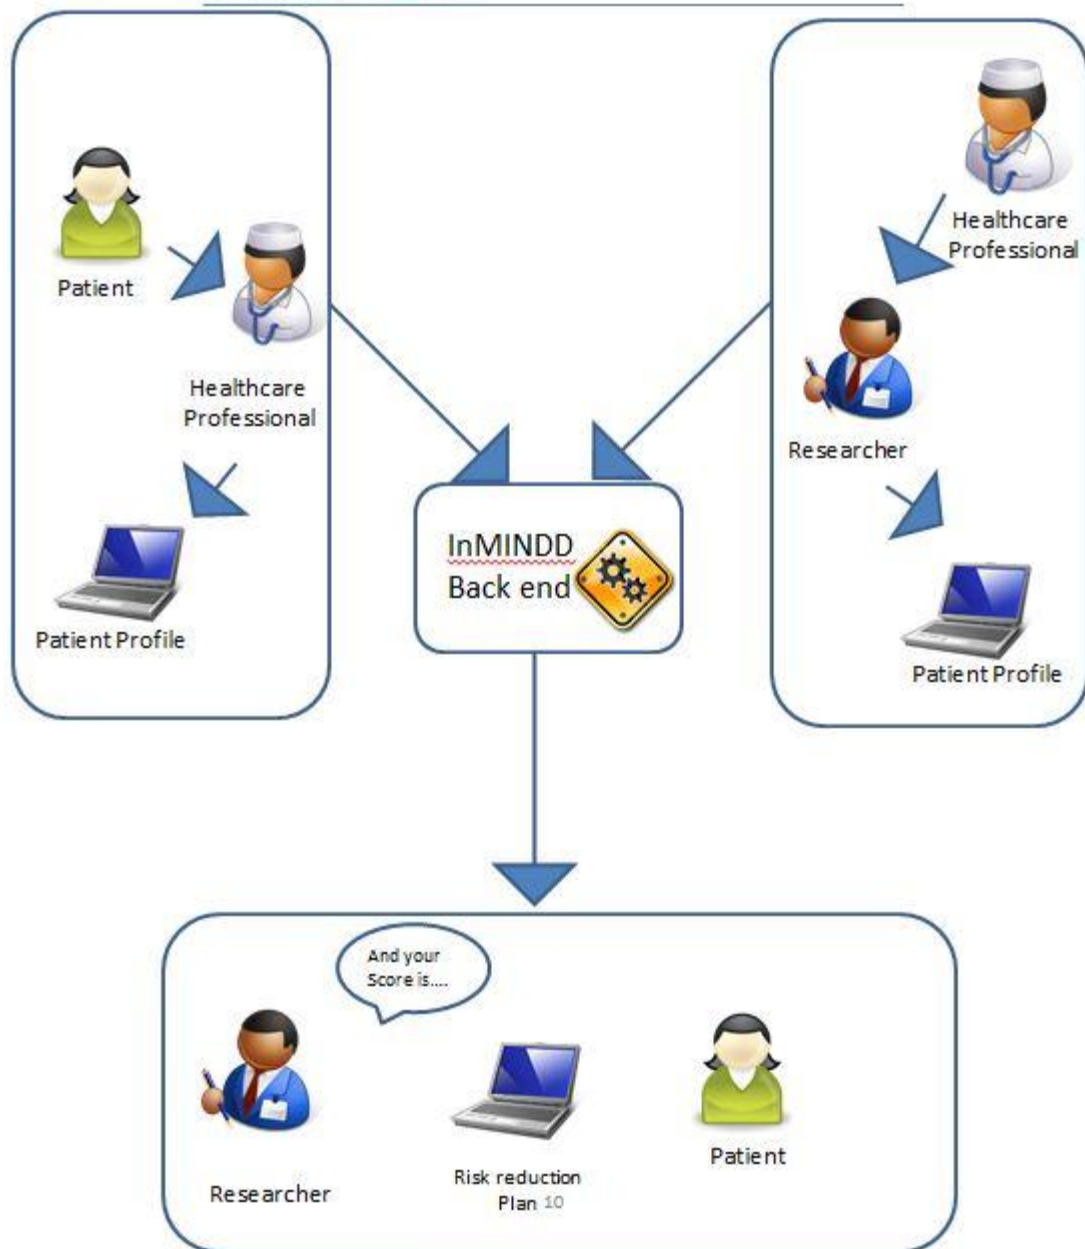 Patient
Healthcare
Professional
Patient Profile
Healthcare
Professional
Researcher
Patient Profile
InMINDD
Back end
And your
Score is....
Researcher
Risk reduction
Plan 10
Patient